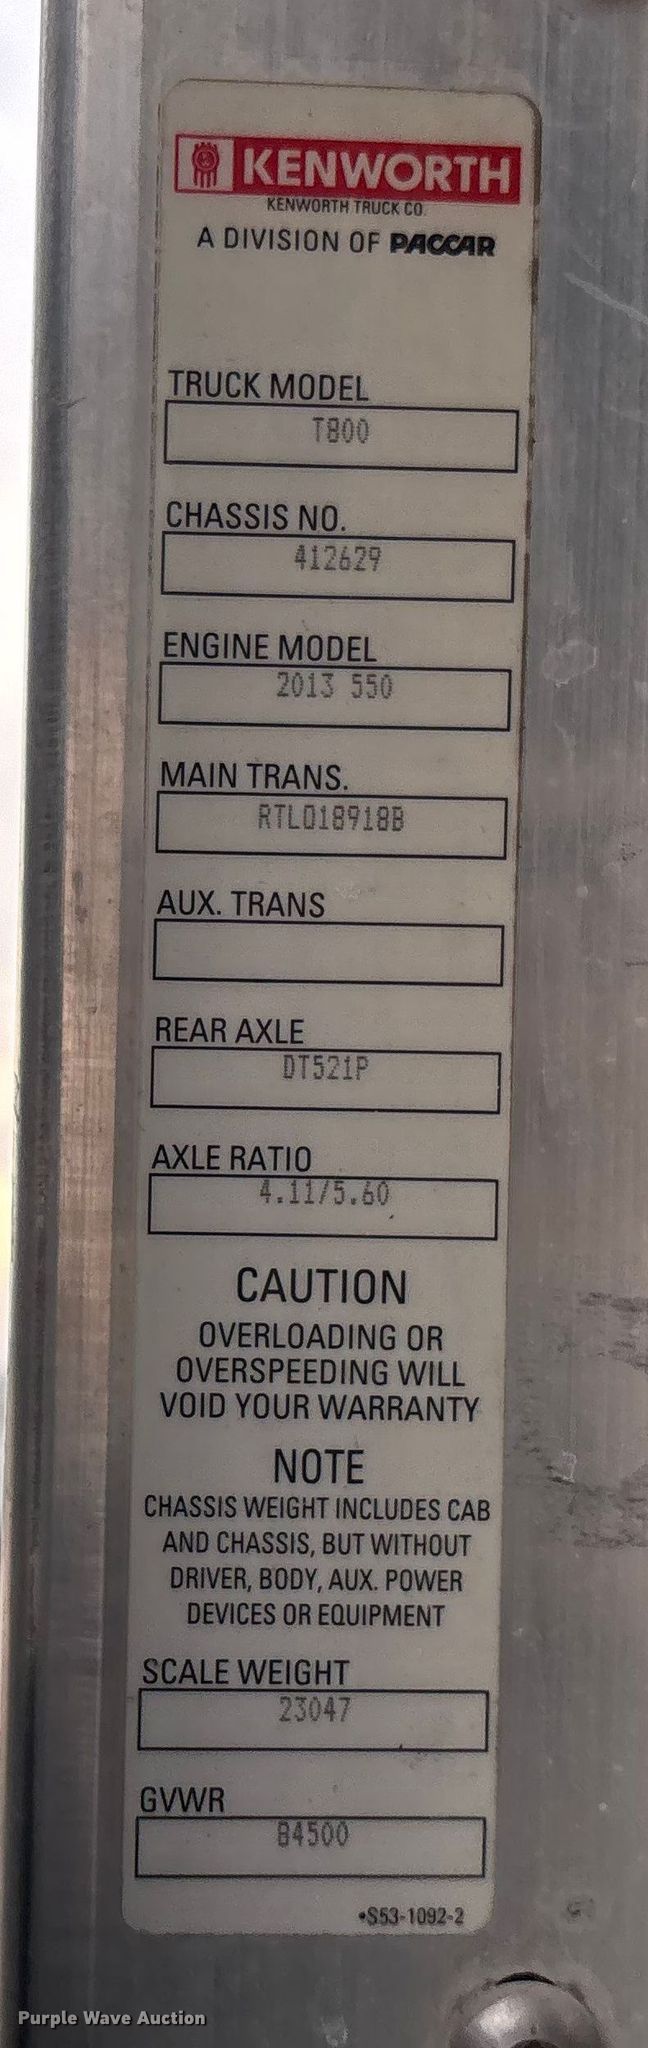 KENWORTH
KENWORTH TRUCK CO.
A DIVISION OF PACCAR
TRUCK MODEL
T800
CHASSIS NO.
412629
ENGINE MODEL
2013 550
MAIN TRANS.
RTLO18918B
AUX. TRANS
REAR AXLE
DT521P
AXLE RATIO
4.11/5.60
CAUTION
OVERLOADING OR
OVERSPEEDING WILL
VOID YOUR WARRANTY
NOTE
CHASSIS WEIGHT INCLUDES CAB
AND CHASSIS, BUT WITHOUT
DRIVER, BODY, AUX. POWER
DEVICES OR EQUIPMENT
SCALE WEIGHT
23047
GVWR
84500
•S53-1092-2
Purple Wave Auction